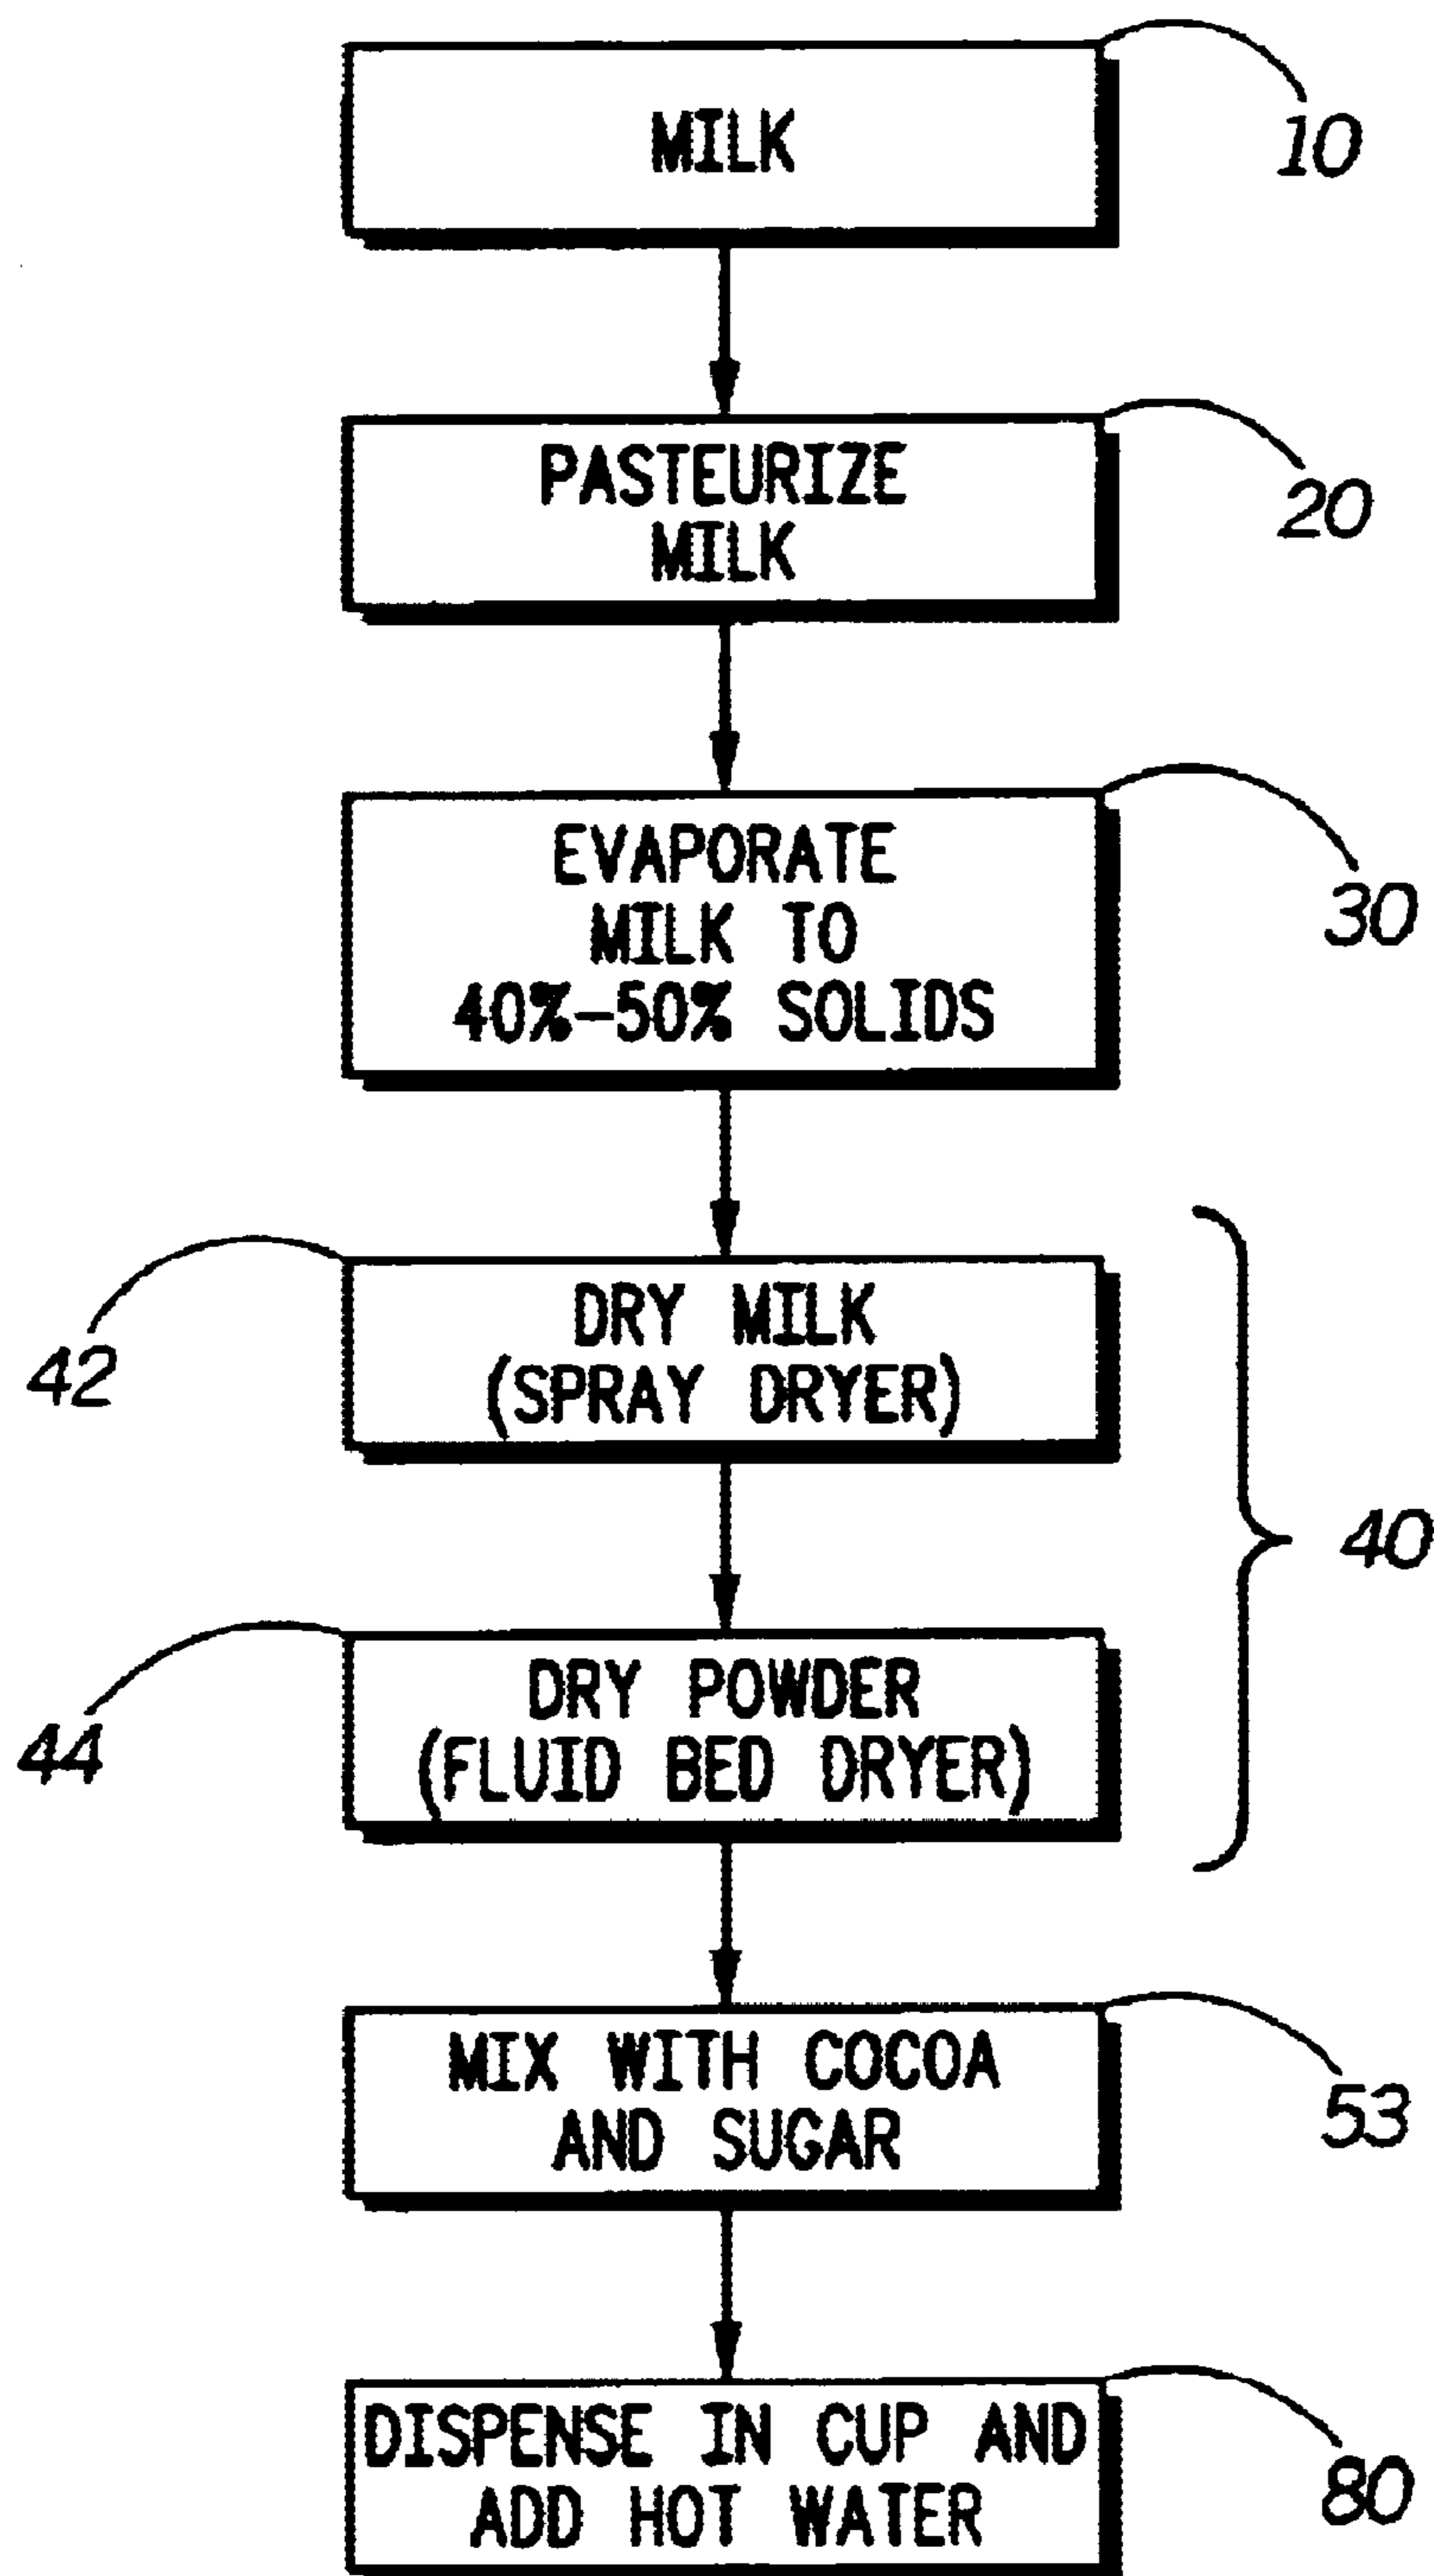 MILK
10
PASTEURIZE
MILK
20
EVAPORATE
MILK TO
40%-50% SOLIDS
30
DRY MILK
(SPRAY DRYER)
42
40
DRY POWDER
(FLUID BED DRYER)
44
MIX WITH COCOA
AND SUGAR
53
DISPENSE IN CUP AND
ADD HOT WATER
80